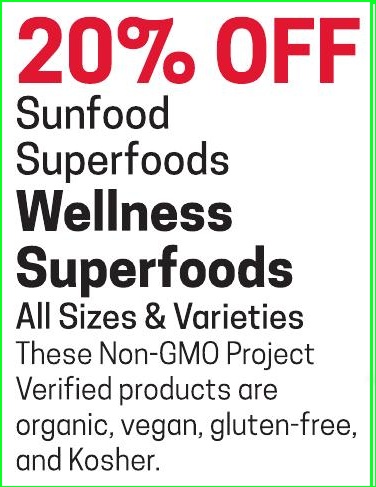 20% OFF
Sunfood
Superfoods
Wellness
Superfoods
All Sizes & Varieties
These Non-GMO Project
Verified products are
organic, vegan, gluten-free,
and Kosher.